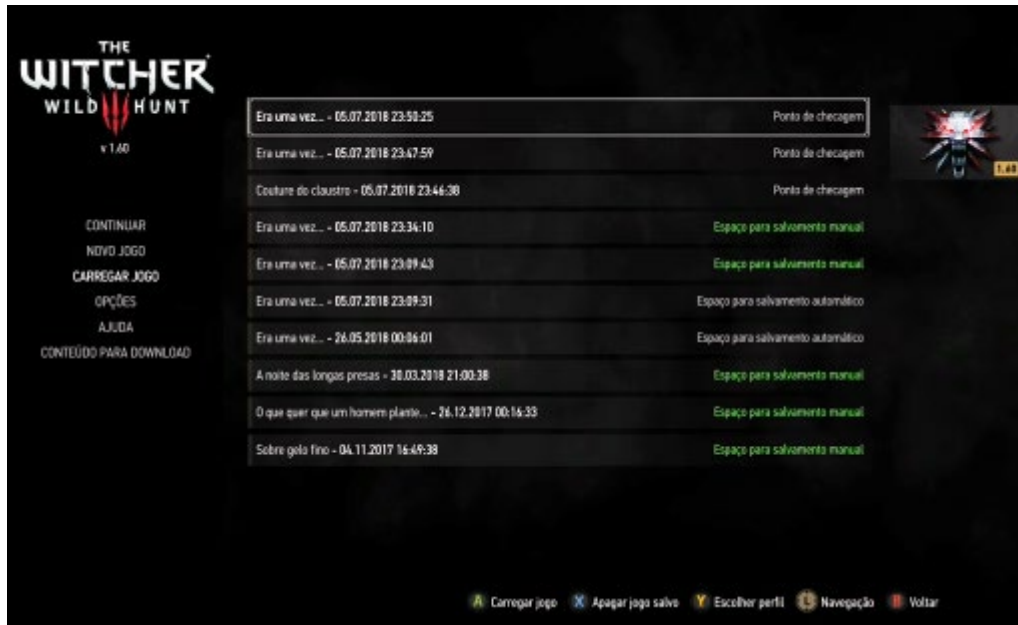 THE
WITCHER
WILD HUNT
v 1.60
CONTINUAR
NOVO JOGO
CARREGAR JOGO
OPÇÕES
AJUDA
CONTEÚDO PARA DOWNLOAD
Era uma vez... - 05.07.2018 23:50:25 Ponto de checagem
Era uma vez... - 05.07.2018 23:47:59 Ponto de checagem
Couture do claustro - 05.07.2018 23:46:38 Ponto de checagem
Era uma vez... - 05.07.2018 23:34:10 Espaço para salvamento manual
Era uma vez... - 05.07.2018 23:09:43 Espaço para salvamento manual
Era uma vez... - 05.07.2018 23:09:31 Espaço para salvamento automático
Era uma vez... - 26.05.2018 00:06:01 Espaço para salvamento automático
A noite das longas presas - 30.03.2018 21:00:38 Espaço para salvamento manual
O que quer que um homem plante... - 26.12.2017 00:16:33 Espaço para salvamento manual
Sobre gelo fino - 04.11.2017 16:49:38 Espaço para salvamento manual
1.60
A Carregar jogo X Apagar jogo salvo Y Escolher perfil L Navegação B Voltar